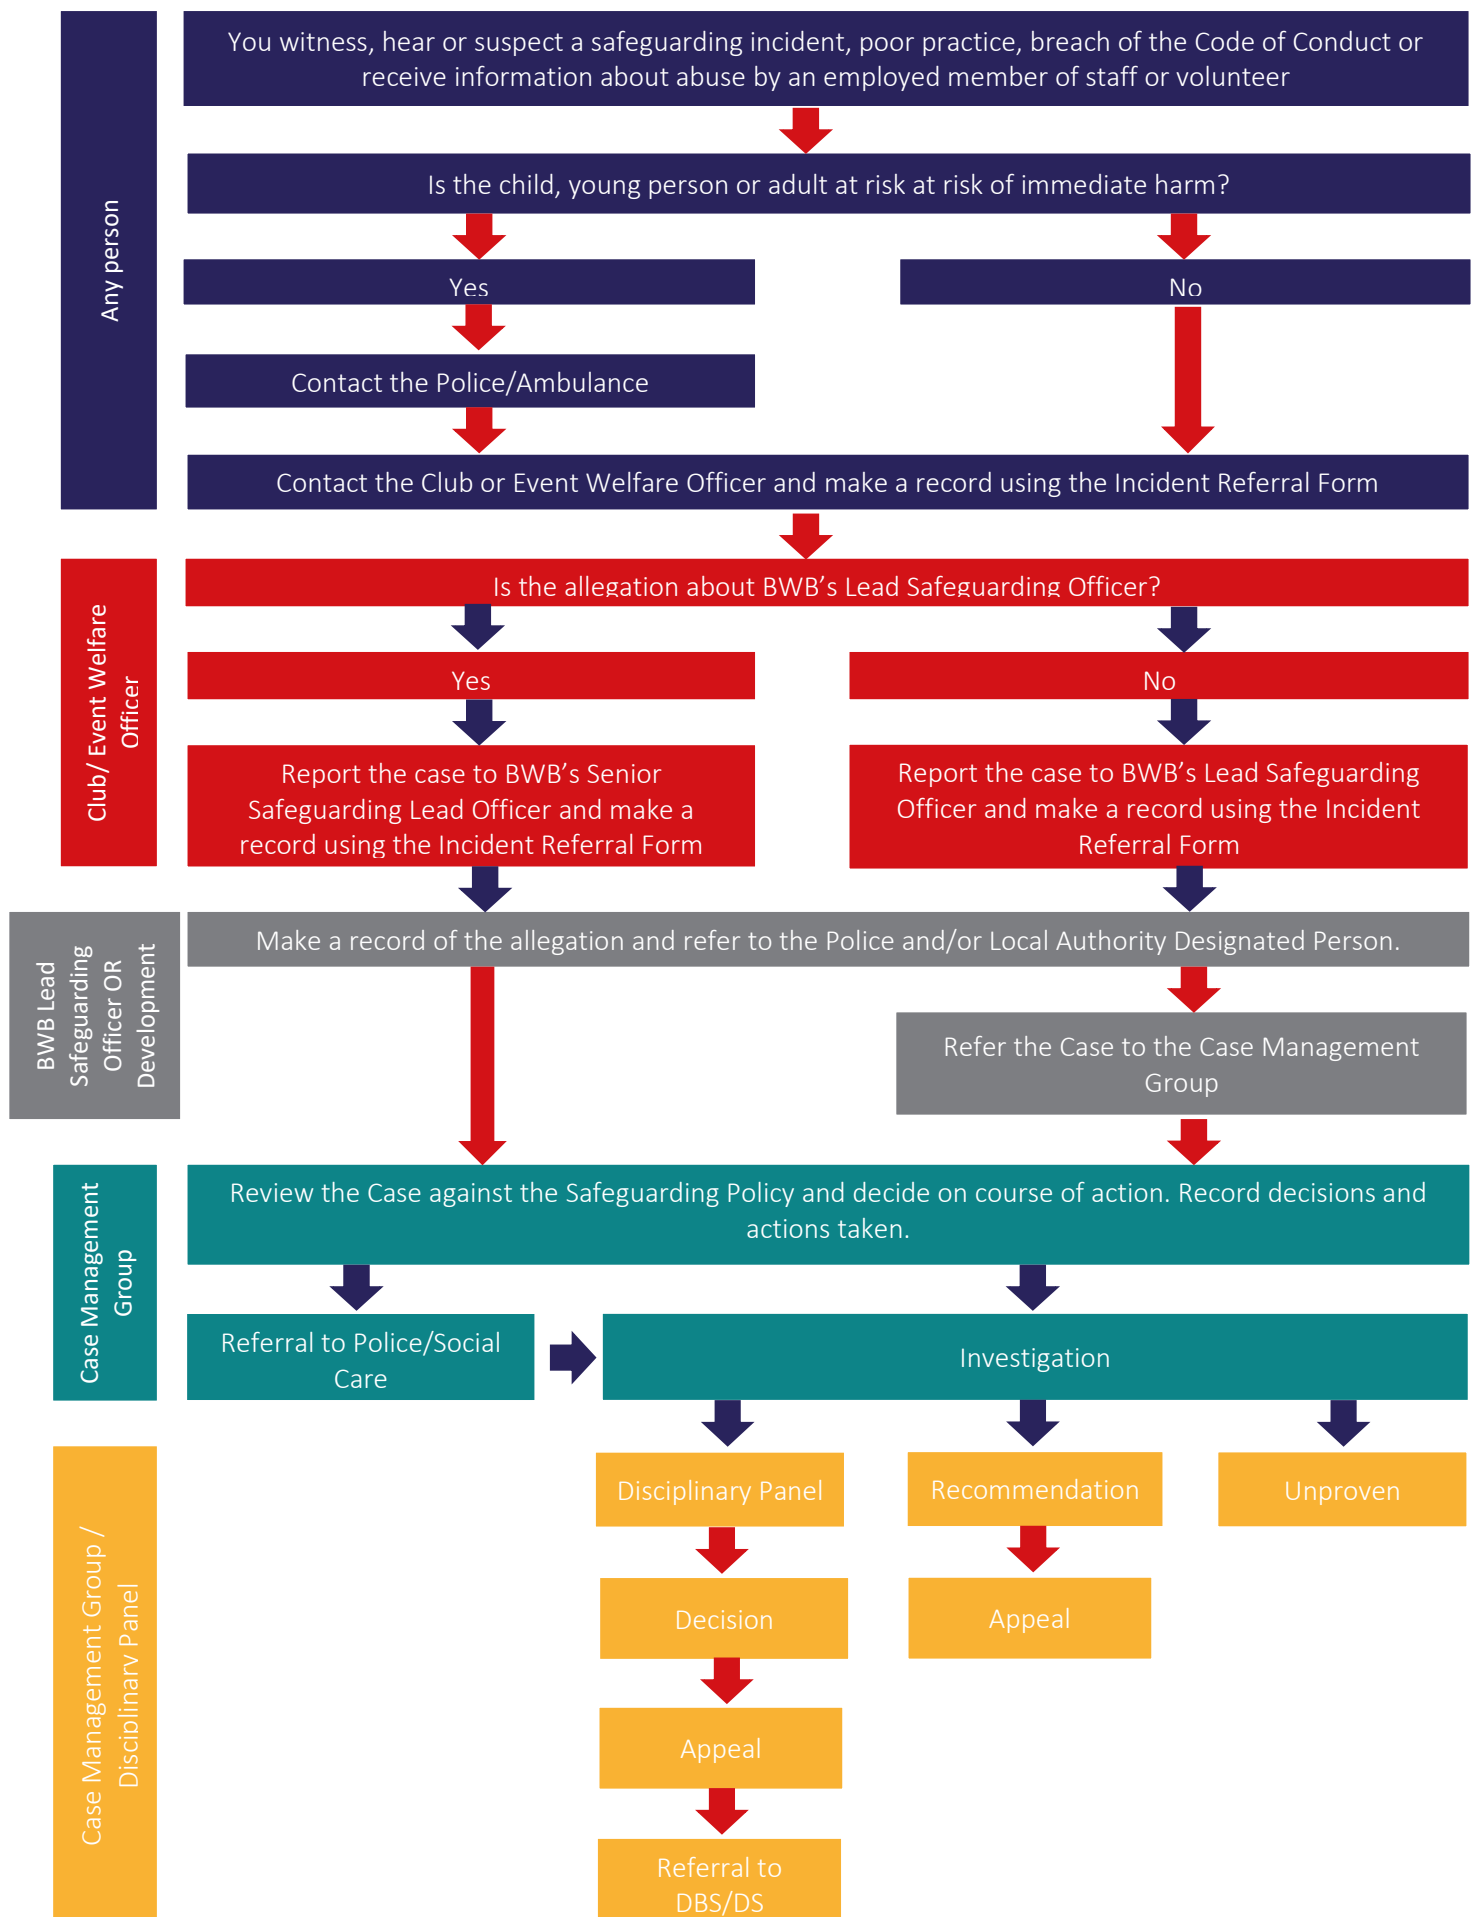 You witness, hear or suspect a safeguarding incident, poor practice, breach of the Code of Conduct or
receive information about abuse by an employed member of staff or volunteer
Any person
Is the child, young person or adult at risk at risk of immediate harm?
Yes
No
Contact the Police/Ambulance
Contact the Club or Event Welfare Officer and make a record using the Incident Referral Form
Club/ Event Welfare
Officer
Is the allegation about BWB’s Lead Safeguarding Officer?
Yes
No
Report the case to BWB’s Senior
Safeguarding Lead Officer and make a
record using the Incident Referral Form
Report the case to BWB’s Lead Safeguarding
Officer and make a record using the Incident
Referral Form
BWB Lead
Safeguarding
Officer OR
Development
Make a record of the allegation and refer to the Police and/or Local Authority Designated Person.
Refer the Case to the Case Management
Group
Case Management
Group
Review the Case against the Safeguarding Policy and decide on course of action. Record decisions and
actions taken.
Referral to Police/Social
Care
Investigation
Case Management Group /
Disciplinary Panel
Disciplinary Panel
Recommendation
Unproven
Decision
Appeal
Appeal
Referral to
DBS/DS